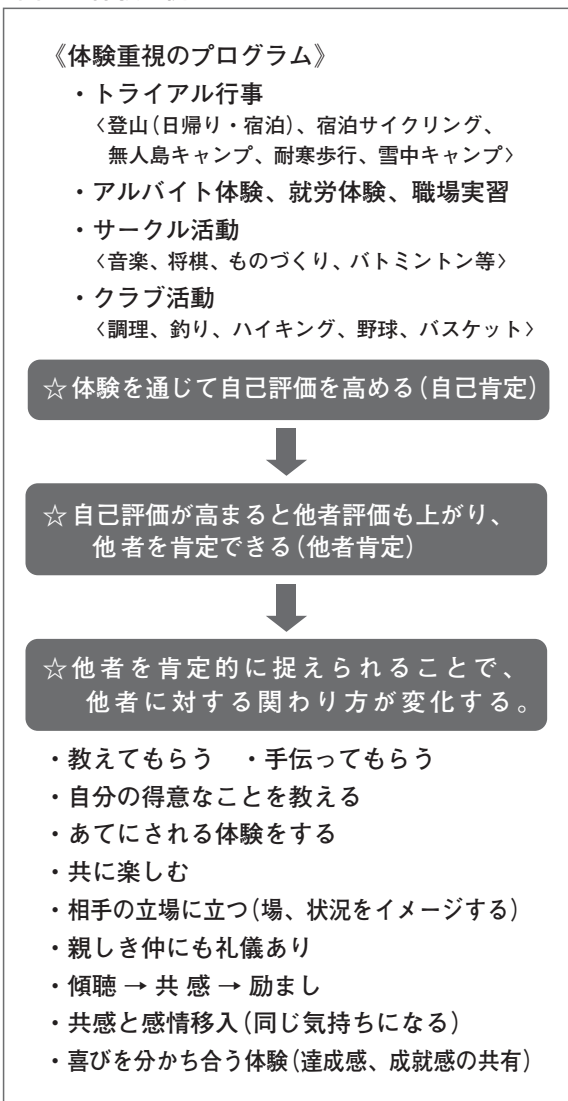 《体験重視のプログラム》
・トライアル行事
〈登山(日帰り・宿泊)、宿泊サイクリング、
無人島キャンプ、耐寒歩行、雪中キャンプ〉
・アルバイト体験、就労体験、職場実習
・サークル活動
〈音楽、将棋、ものづくり、バトミントン等〉
・クラブ活動
〈調理、釣り、ハイキング、野球、バスケット〉
☆体験を通じて自己評価を高める(自己肯定)
☆自己評価が高まると他者評価も上がり、
他者を肯定できる(他者肯定)
☆他者を肯定的に捉えられることで、
他者に対する関わり方が変化する。
・教えてもらう ・手伝ってもらう
・自分の得意なことを教える
・あてにされる体験をする
・共に楽しむ
・相手の立場に立つ(場、状況をイメージする)
・親しき仲にも礼儀あり
・傾聴 → 共感 → 励まし
・共感と感情移入(同じ気持ちになる)
・喜びを分かち合う体験(達成感、成就感の共有)